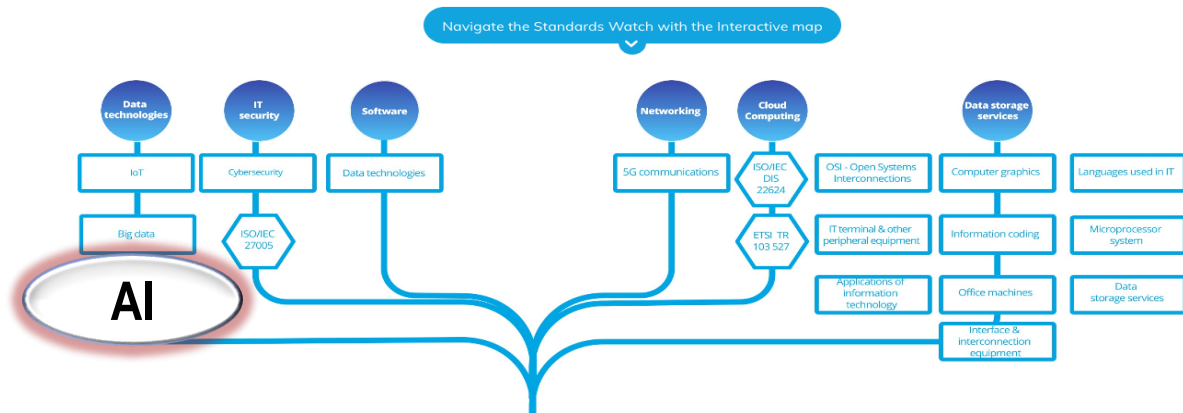 Navigate the Standards Watch with the Interactive map
Data
technologies
IT
security
Software
Networking
Cloud
Computing
Data storage
services
IoT
Cybersecurity
Data technologies
5G communications
ISO/IEC
DIS
22624
OSI - Open Systems
Interconnections
Computer graphics
Languages used in IT
Big data
ISO/IEC
27005
ETSI TR
103 527
IT terminal & other
peripheral equipment
Information coding
Microprocessor
system
AI
Applications of
information
technology
Office machines
Data
storage services
Interface &
interconnection
equipment